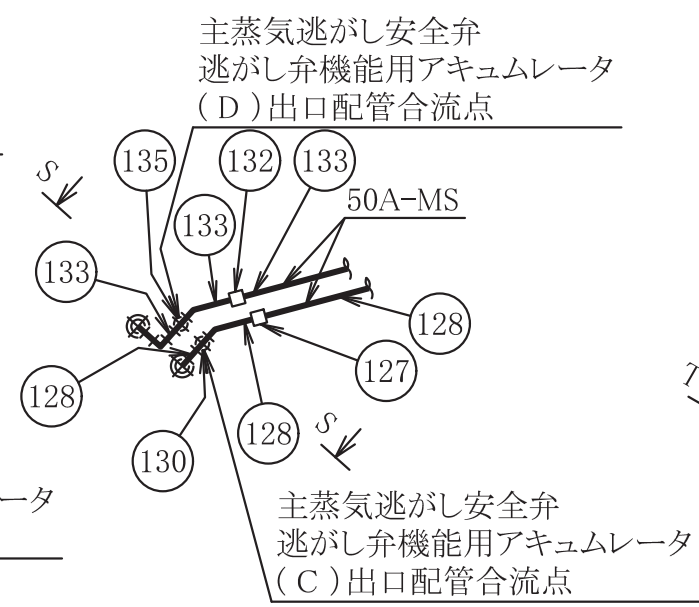 主蒸気逃がし安全弁
逃がし弁機能用アキュムレータ
(D)出口配管合流点
135
132
133
S
133
50A-MS
133
128
127
128
128
130
S
T
ータ
主蒸気逃がし安全弁
逃がし弁機能用アキュムレータ
(C)出口配管合流点